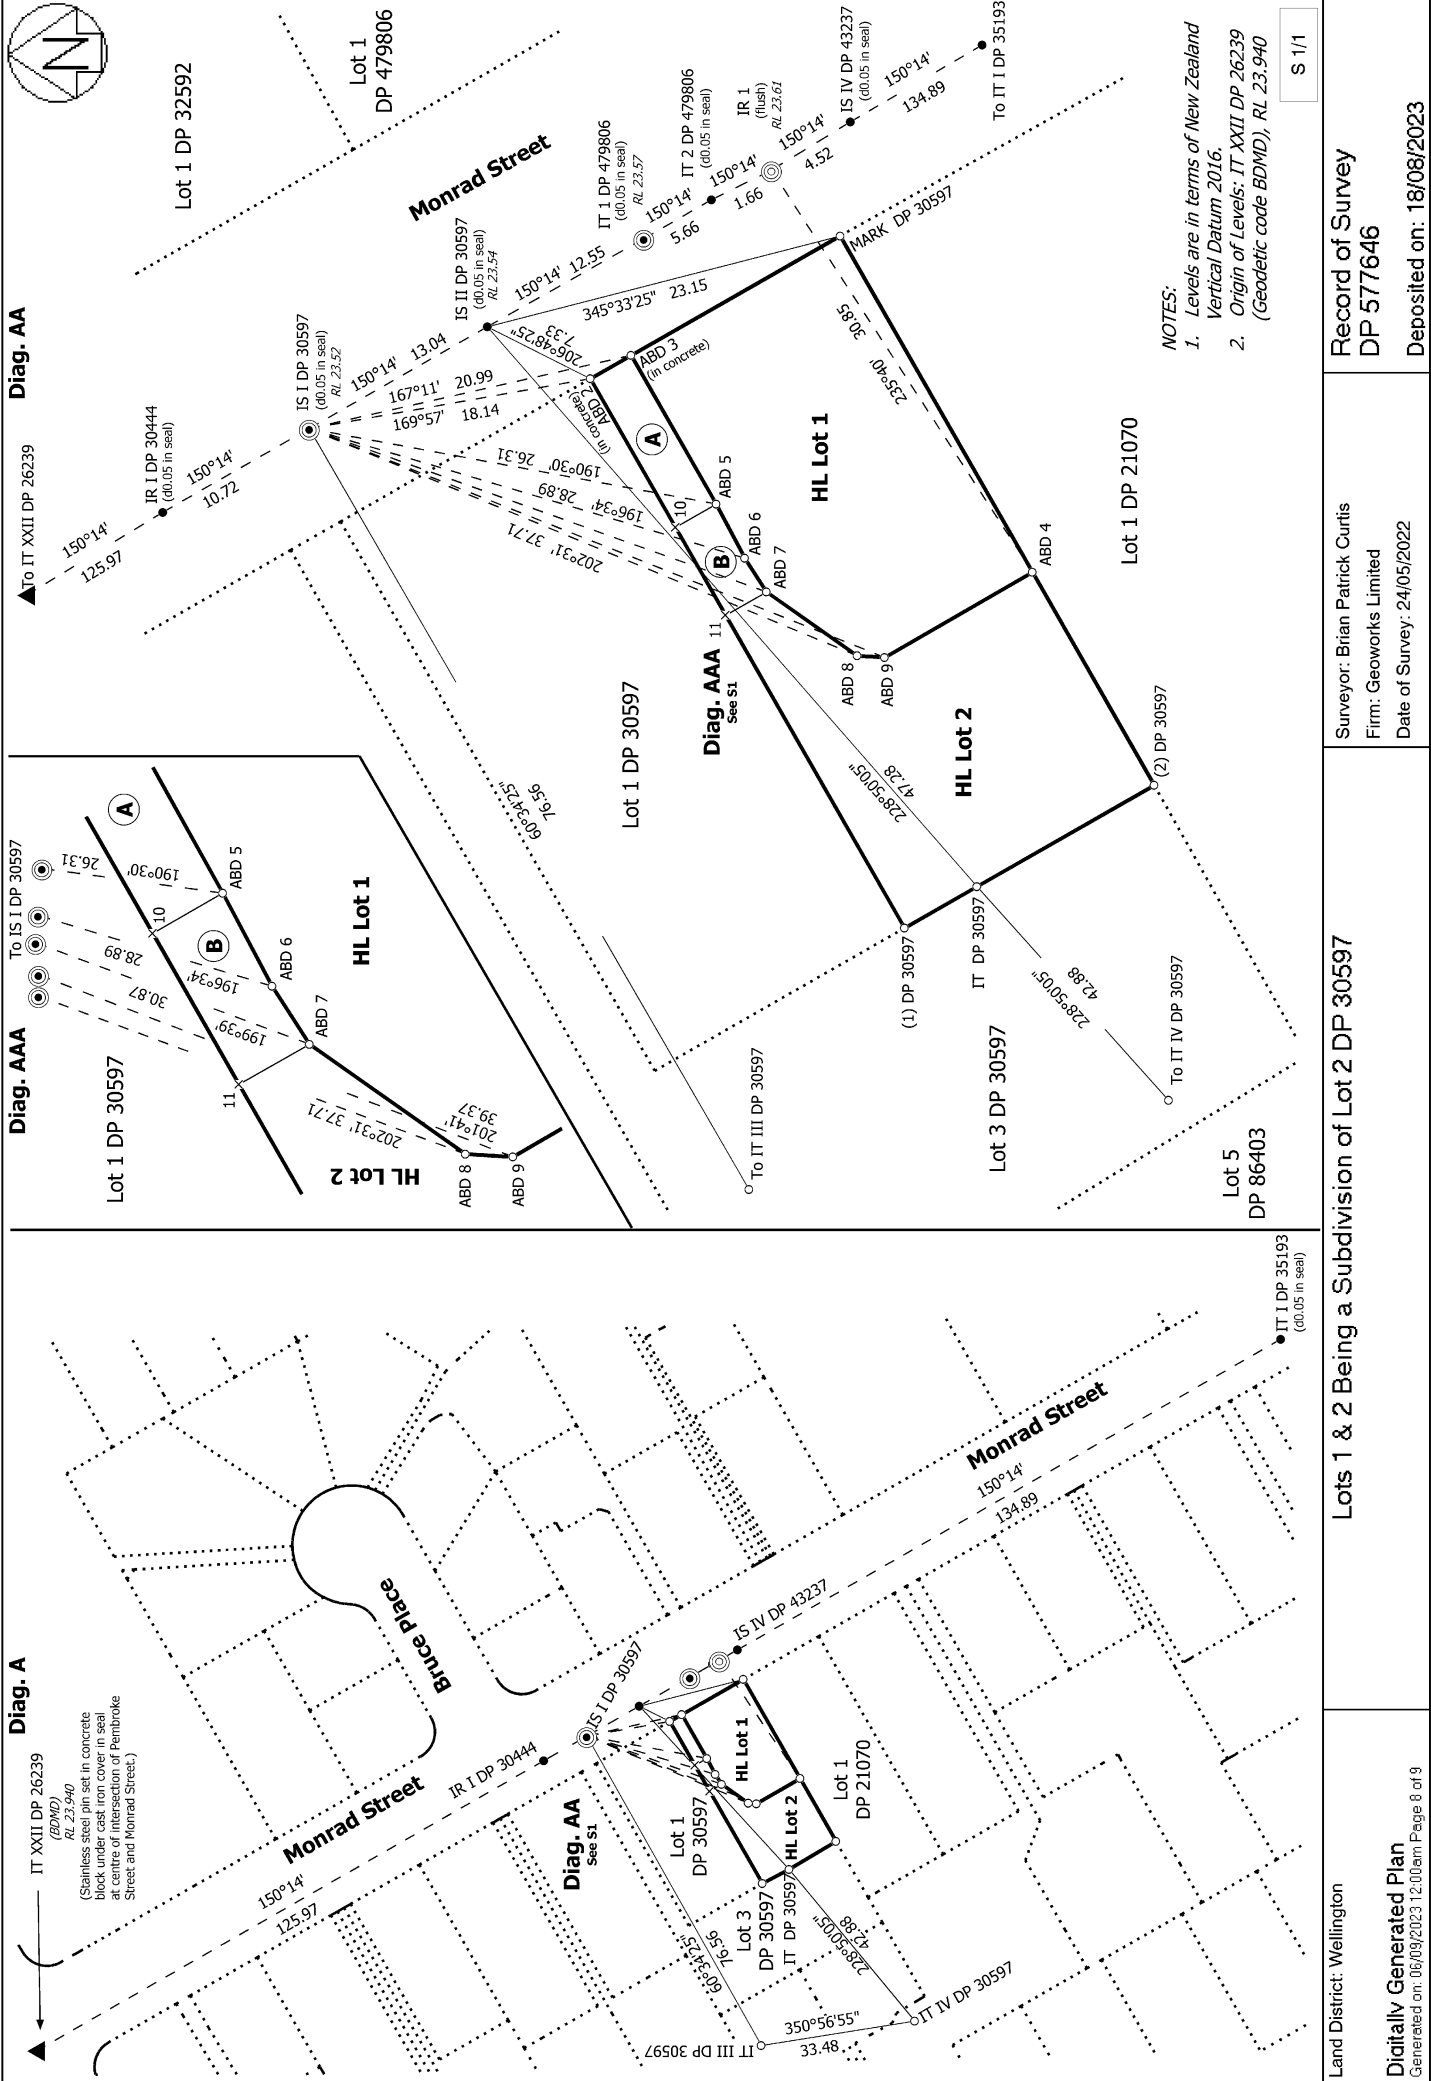 Diag. A
IT XXII DP 26239
(BDMD)
RL 23.940
(Stainless steel pin set in concrete
block under cast iron cover in seal
at centre of intersection of Pembroke
Street and Monrad Street.)
150°14'
125.97
Monrad Street
IR I DP 30444
IS I DP 30597
Bruce Place
IS IV DP 43237
Monrad Street
150°14'
134.89
IT I DP 35193
(d0.05 in seal)
Diag. AA
See S1
Lot 1
DP 30597
HL Lot 1
HL Lot 2
Lot 1
DP 21070
Lot 3
DP 30597
IT DP 30597
60°34'25"
76.56
228°50'05"
42.88
IT III DP 30597
350°56'55"
33.48
IT IV DP 30597
Diag. AAA
To IS I DP 30597
26.31
190°30'
28.89
196°34'
30.87
199°39'
202°31' 37.71
201°41'
39.37
A
B
10
11
ABD 5
ABD 6
ABD 7
ABD 8
ABD 9
Lot 1 DP 30597
HL Lot 1
HL Lot 2
Diag. AA
N
To IT XXII DP 26239
150°14'
125.97
IR I DP 30444
(d0.05 in seal)
150°14'
10.72
IS I DP 30597
(d0.05 in seal)
RL 23.52
150°14' 13.04
IS II DP 30597
(d0.05 in seal)
RL 23.54
150°14' 12.55
IT 1 DP 479806
(d0.05 in seal)
RL 23.57
150°14'
5.66
IT 2 DP 479806
(d0.05 in seal)
150°14'
1.66
IR 1
(flush)
RL 23.61
150°14'
4.52
IS IV DP 43237
(d0.05 in seal)
150°14'
134.89
To IT I DP 35193
Lot 1 DP 32592
Lot 1
DP 479806
Monrad Street
167°11' 20.99
169°57' 18.14
190°30' 26.31
196°34' 28.89
202°31' 37.71
206°48'25"
7.33
345°33'25" 23.15
ABD 2
(in concrete)
ABD 3
(in concrete)
MARK DP 30597
30.85
235°40'
A
B
10
11
ABD 5
ABD 6
ABD 7
ABD 8
ABD 9
ABD 4
HL Lot 1
HL Lot 2
Lot 1 DP 21070
Lot 1 DP 30597
Diag. AAA
See S1
60°34'25"
76.56
228°50'05"
47.28
(2) DP 30597
(1) DP 30597
IT DP 30597
228°50'05"
42.88
To IT III DP 30597
To IT IV DP 30597
Lot 3 DP 30597
Lot 5
DP 86403
NOTES:
1. Levels are in terms of New Zealand
Vertical Datum 2016.
2. Origin of Levels: IT XXII DP 26239
(Geodetic code BDMD), RL 23.940
S 1/1
Land District: Wellington
Digitally Generated Plan
Generated on: 06/09/2023 12:00am Page 8 of 9
Lots 1 & 2 Being a Subdivision of Lot 2 DP 30597
Surveyor: Brian Patrick Curtis
Firm: Geoworks Limited
Date of Survey: 24/05/2022
Record of Survey
DP 577646
Deposited on: 18/08/2023